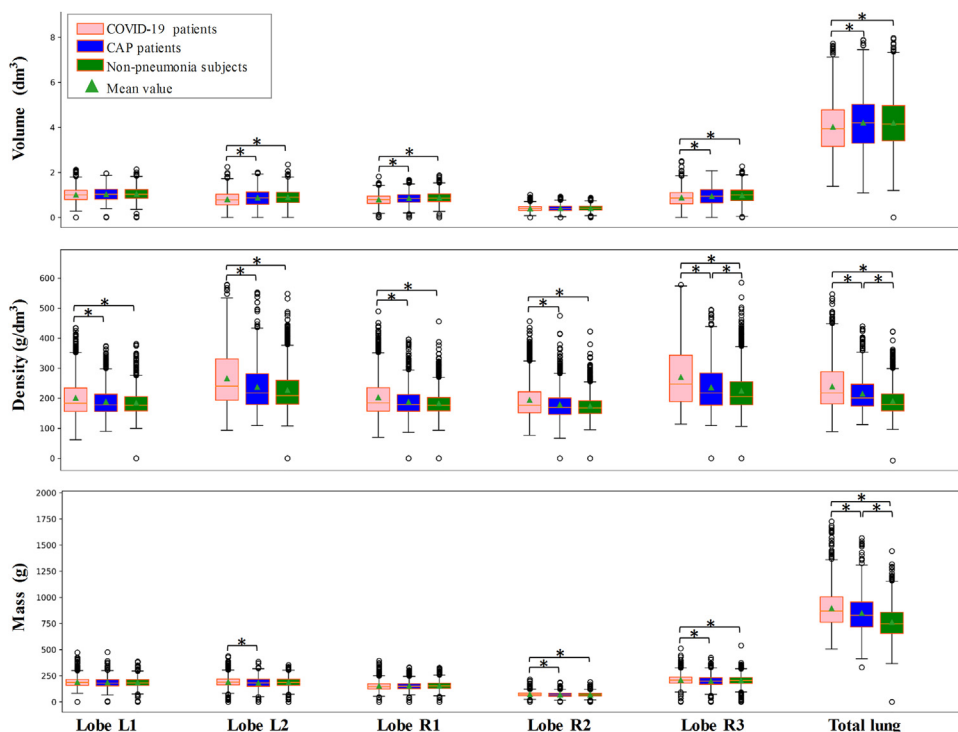 COVID-19 patients
CAP patients
Non-pneumonia subjects
Mean value
Volume (dm³)
8
6
4
2
0
* * * * * * * *
Density (g/dm³)
600
500
400
300
200
100
0
* * * * * * * * * * * * * *
Mass (g)
2000
1750
1500
1250
1000
750
500
250
0
* * * * * * * *
Lobe L1 Lobe L2 Lobe R1 Lobe R2 Lobe R3 Total lung